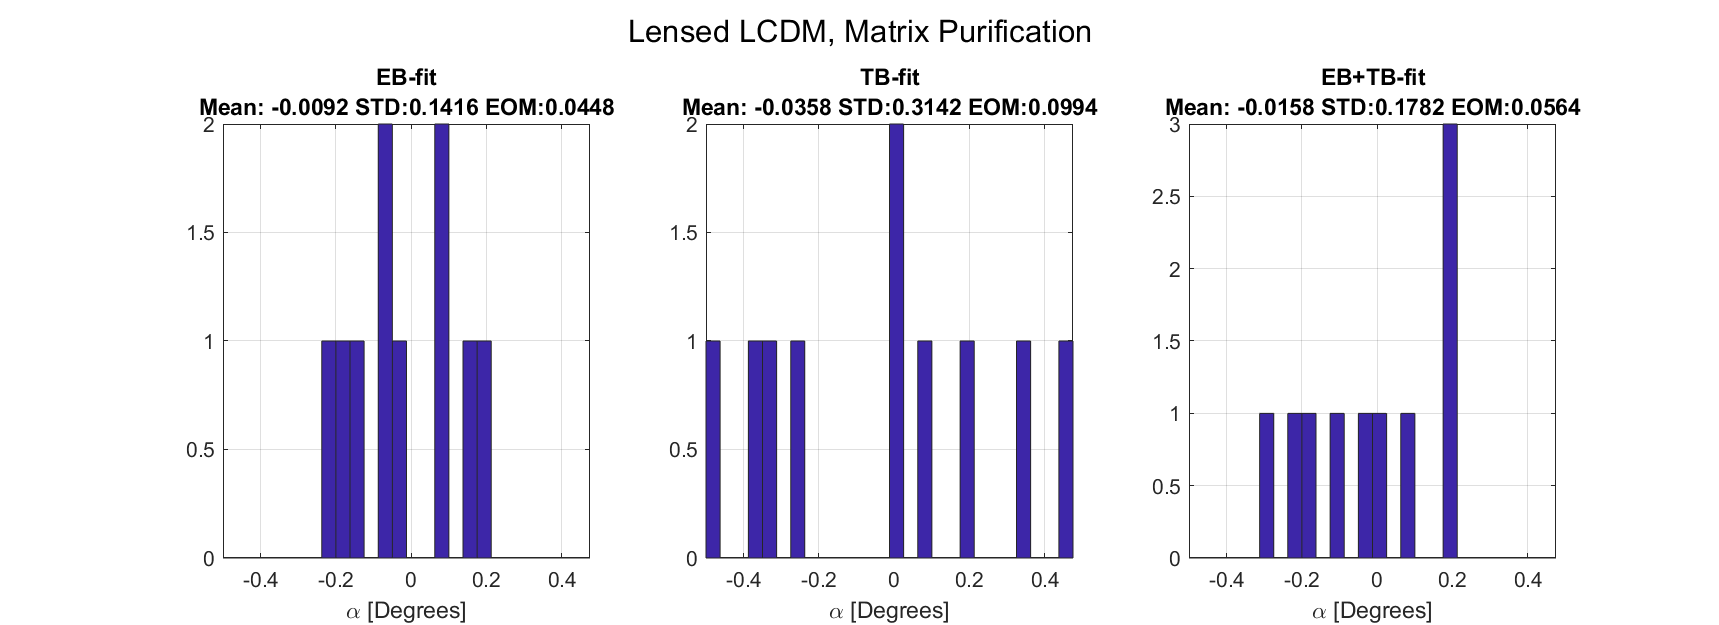 Lensed LCDM, Matrix Purification
EB-fit
Mean: -0.0092 STD:0.1416 EOM:0.0448
2
1.5
1
0.5
0
-0.4 -0.2 0 0.2 0.4
α [Degrees]
TB-fit
Mean: -0.0358 STD:0.3142 EOM:0.0994
2
1.5
1
0.5
0
-0.4 -0.2 0 0.2 0.4
α [Degrees]
EB+TB-fit
Mean: -0.0158 STD:0.1782 EOM:0.0564
3
2.5
2
1.5
1
0.5
0
-0.4 -0.2 0 0.2 0.4
α [Degrees]